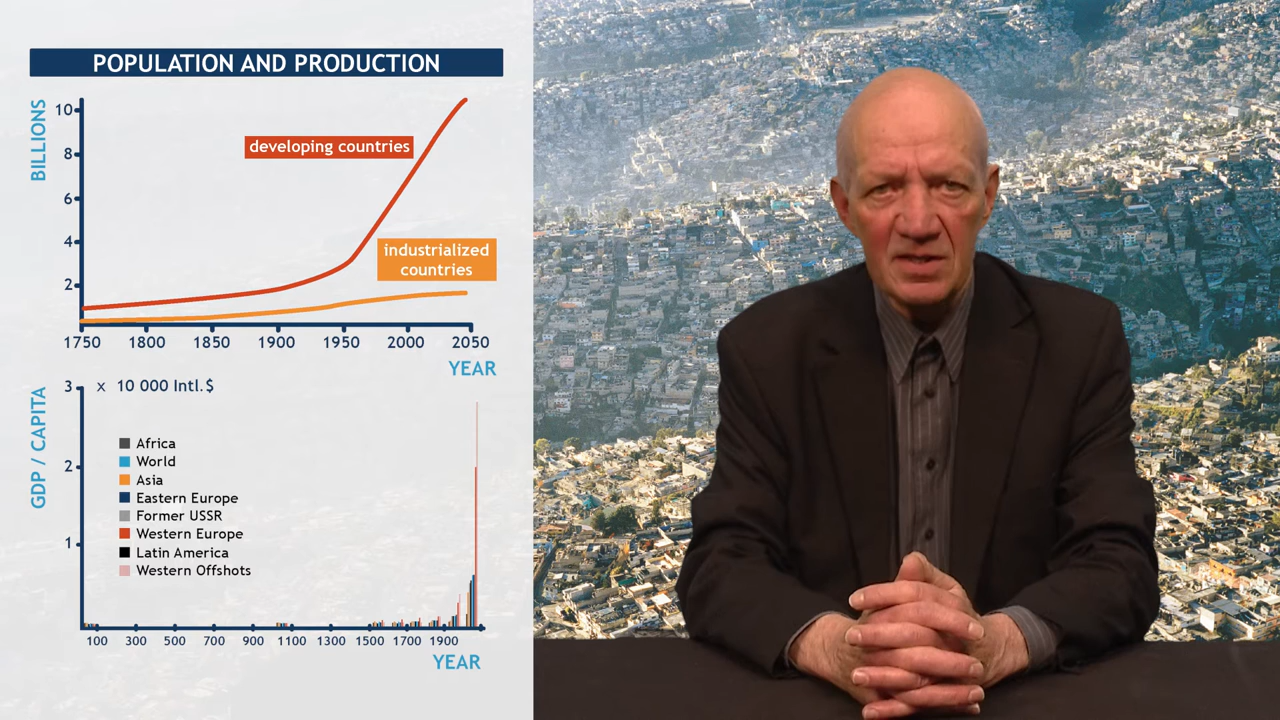 POPULATION AND PRODUCTION
BILLIONS
10
8
6
4
2
developing countries
industrialized
countries
1750 1800 1850 1900 1950 2000 2050
YEAR
GDP / CAPITA
3
x 10 000 Intl.$
2
1
Africa
World
Asia
Eastern Europe
Former USSR
Western Europe
Latin America
Western Offshots
100 300 500 700 900 1100 1300 1500 1700 1900
YEAR